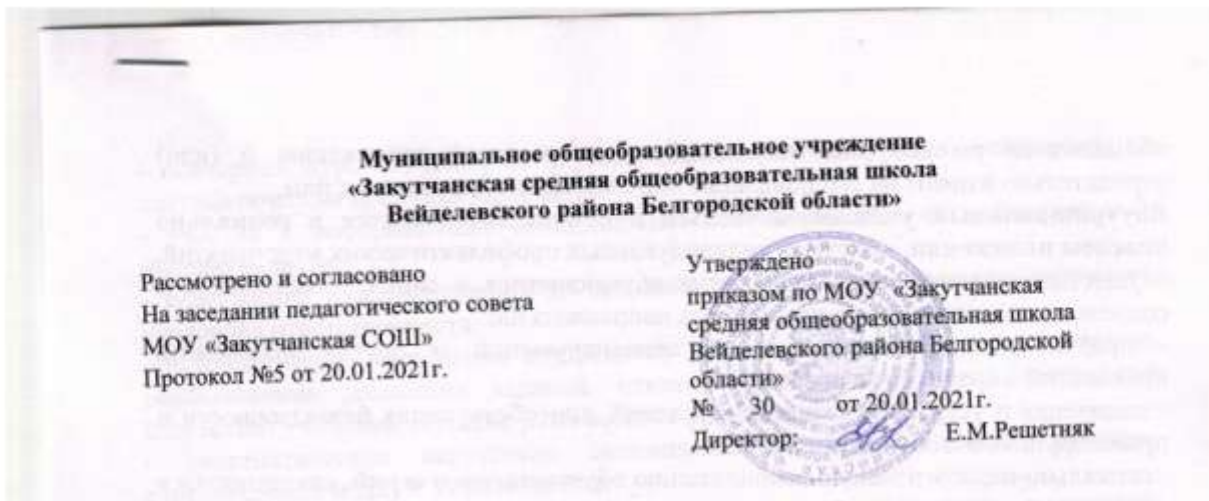 Муниципальное общеобразовательное учреждение
«Закутчанская средняя общеобразовательная школа
Вейделевского района Белгородской области»
Рассмотрено и согласовано
На заседании педагогического совета
МОУ «Закутчанская СОШ»
Протокол №5 от 20.01.2021г.
Утверждено
приказом по МОУ «Закутчанская
средняя общеобразовательная школа
Вейделевского района Белгородской
области»
№ 30 от 20.01.2021г.
Директор: Е.М.Решетняк